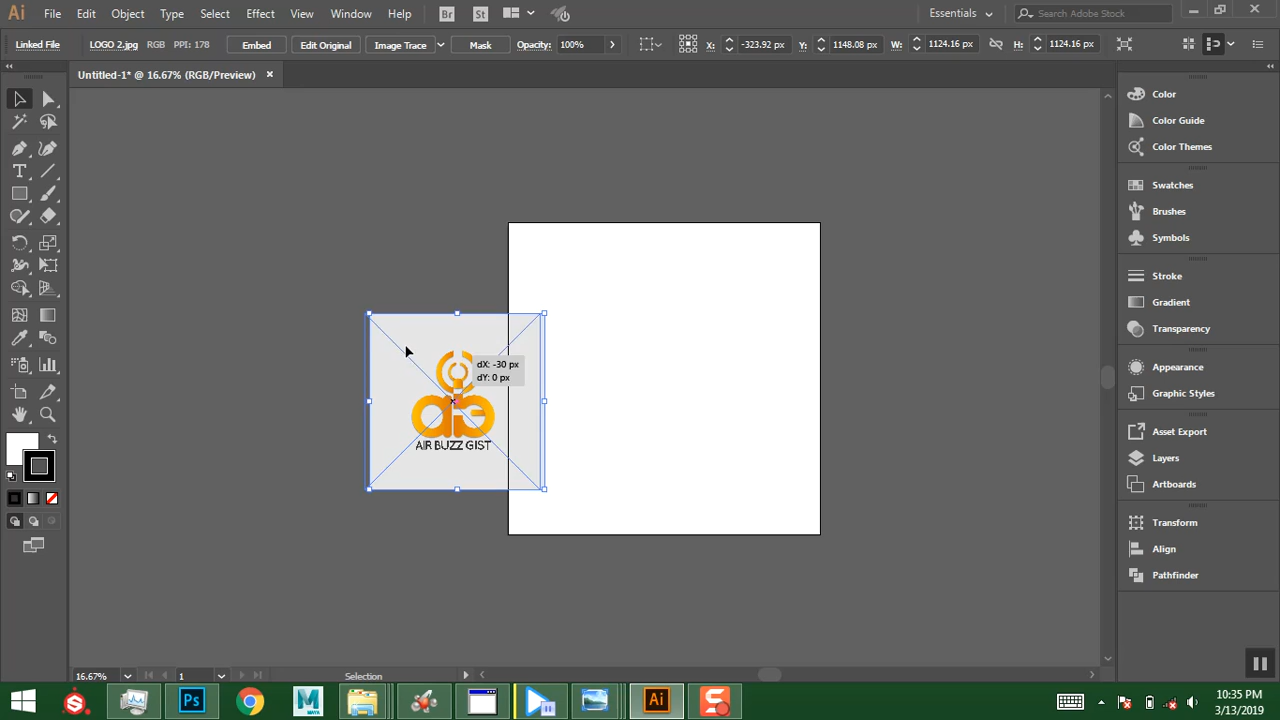 Ai File Edit Object Type Select Effect View Window Help Br St Essentials Search Adobe Stock
Linked File LOGO 2.jpg RGB PPI: 178 Embed Edit Original Image Trace Mask Opacity: 100% X: -323.92 px Y: 1148.08 px W: 1124.16 px H: 1124.16 px
Untitled-1* @ 16.67% (RGB/Preview)
Color
Color Guide
Color Themes
Swatches
Brushes
Symbols
Stroke
Gradient
Transparency
Appearance
Graphic Styles
Asset Export
Layers
Artboards
Transform
Align
Pathfinder
dX: -30 px
dY: 0 px
AIR BUZZ GIST
16.67% 1 Selection
Ps MAYA Ai S
10:35 PM
3/13/2019